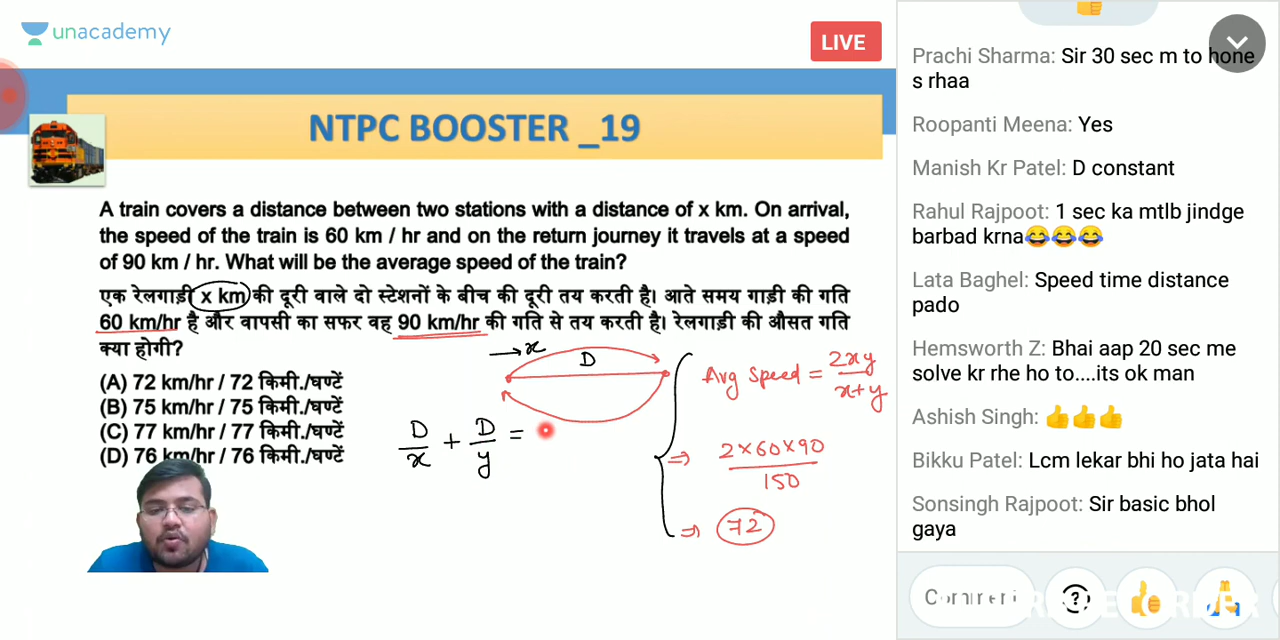 unacademy
LIVE
NTPC BOOSTER _19
A train covers a distance between two stations with a distance of x km. On arrival,
the speed of the train is 60 km / hr and on the return journey it travels at a speed
of 90 km / hr. What will be the average speed of the train?
एक रेलगाड़ी x km की दूरी वाले दो स्टेशनों के बीच की दूरी तय करती है। आते समय गाड़ी की गति
60 km/hr है और वापसी का सफर वह 90 km/hr की गति से तय करती है। रेलगाड़ी की औसत गति
क्या होगी?
(A) 72 km/hr / 72 किमी./घण्टें
(B) 75 km/hr / 75 किमी./घण्टें
(C) 77 km/hr / 77 किमी./घण्टें
(D) 76 km/hr / 76 किमी./घण्टें
→ x
D
D/x + D/y =
Avg Speed = 2xy/x+y
⇒ 2×60×90/150
⇒ 72
Prachi Sharma: Sir 30 sec m to hone
s rhaa
Roopanti Meena: Yes
Manish Kr Patel: D constant
Rahul Rajpoot: 1 sec ka mtlb jindge
barbad krna😂😂😂
Lata Baghel: Speed time distance
pado
Hemsworth Z: Bhai aap 20 sec me
solve kr rhe ho to....its ok man
Ashish Singh: 👍👍👍
Bikku Patel: Lcm lekar bhi ho jata hai
Sonsingh Rajpoot: Sir basic bhol
gaya